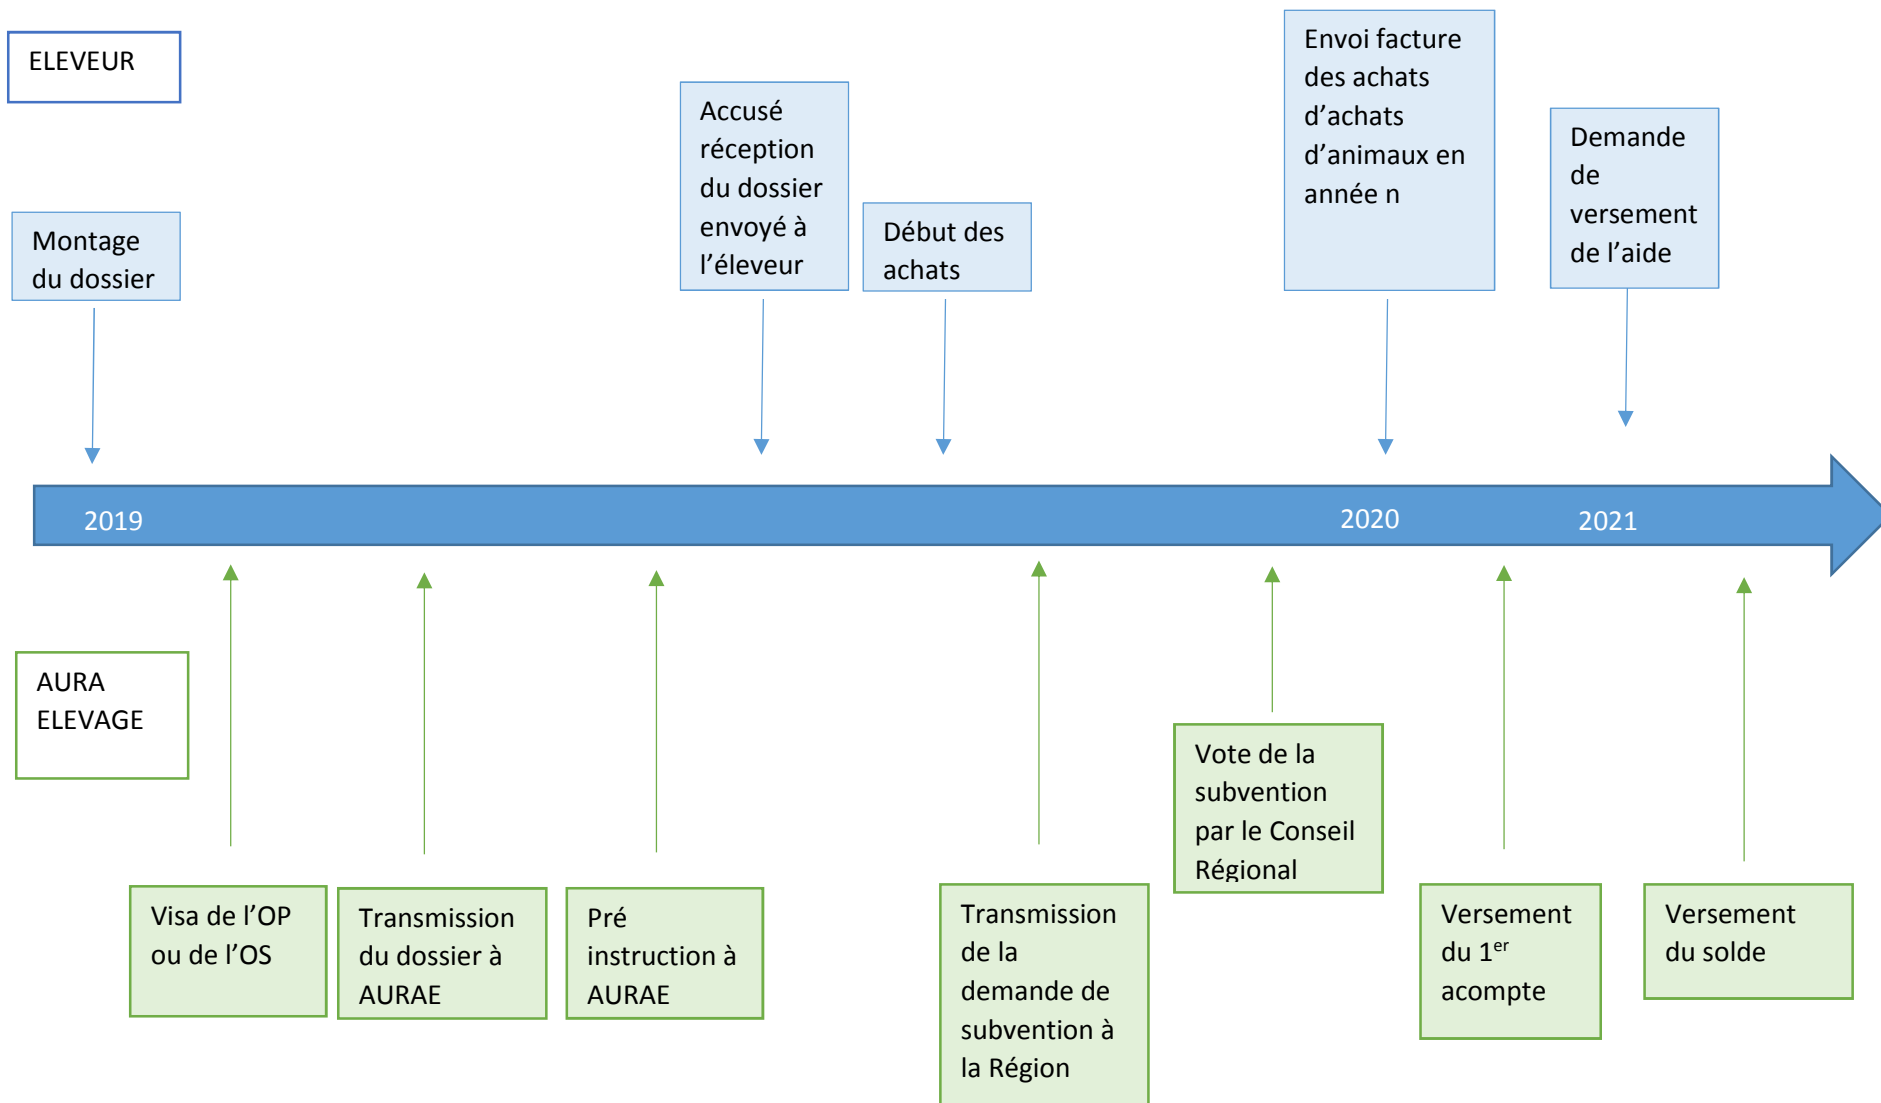 ELEVEUR
Montage
du dossier
Accusé
réception
du dossier
envoyé à
l’éleveur
Début des
achats
Envoi facture
des achats
d’achats
d’animaux en
année n
Demande
de
versement
de l’aide
2019
2020
2021
AURA
ELEVAGE
Visa de l’OP
ou de l’OS
Transmission
du dossier à
AURAE
Pré
instruction à
AURAE
Transmission
de la
demande de
subvention à
la Région
Vote de la
subvention
par le Conseil
Régional
Versement
du 1er
acompte
Versement
du solde